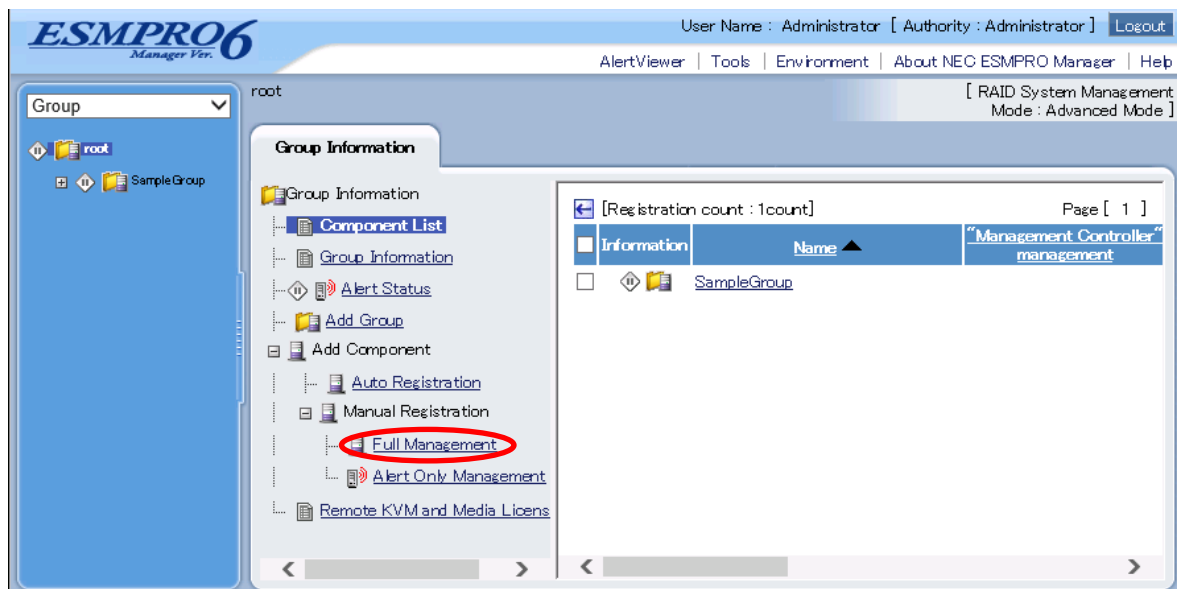 ESMPRO6
Manager Ver.
User Name : Administrator [ Authority : Administrator ] Logout
AlertViewer | Tools | Environment | About NEC ESMPRO Manager | Help
Group
root
SampleGroup
root
[ RAID System Management
Mode : Advanced Mode ]
Group Information
Group Information
Component List
Group Information
Alert Status
Add Group
Add Component
Auto Registration
Manual Registration
Full Management
Alert Only Management
Remote KVM and Media Licens
[Registration count : 1count] Page [ 1 ]
Information Name "Management Controller"
management
SampleGroup